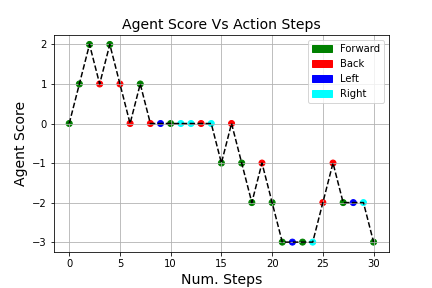 Agent Score Vs Action Steps
Agent Score
2
1
0
−1
−2
−3
Forward
Back
Left
Right
0 5 10 15 20 25 30
Num. Steps